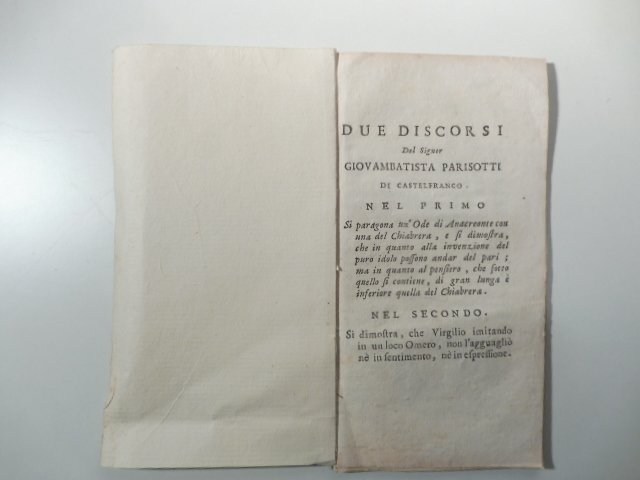 DUE DISCORSI
Del Signor
GIOVAMBATISTA PARISOTTI
DI CASTELFRANCO.
NEL PRIMO
Si paragona un' Ode di Anacreonte con
una del Chiabrera, e si dimoſtra,
che in quanto alla invenzione del
puro idolo poſſono andar del pari;
ma in quanto al penſiero, che ſotto
quello ſi contiene, di gran lunga è
inferiore quella del Chiabrera.
NEL SECONDO.
Si dimoſtra, che Virgilio imitando
in un loco Omero, non l'agguagliò
nè in ſentimento, nè in eſpreſſione.